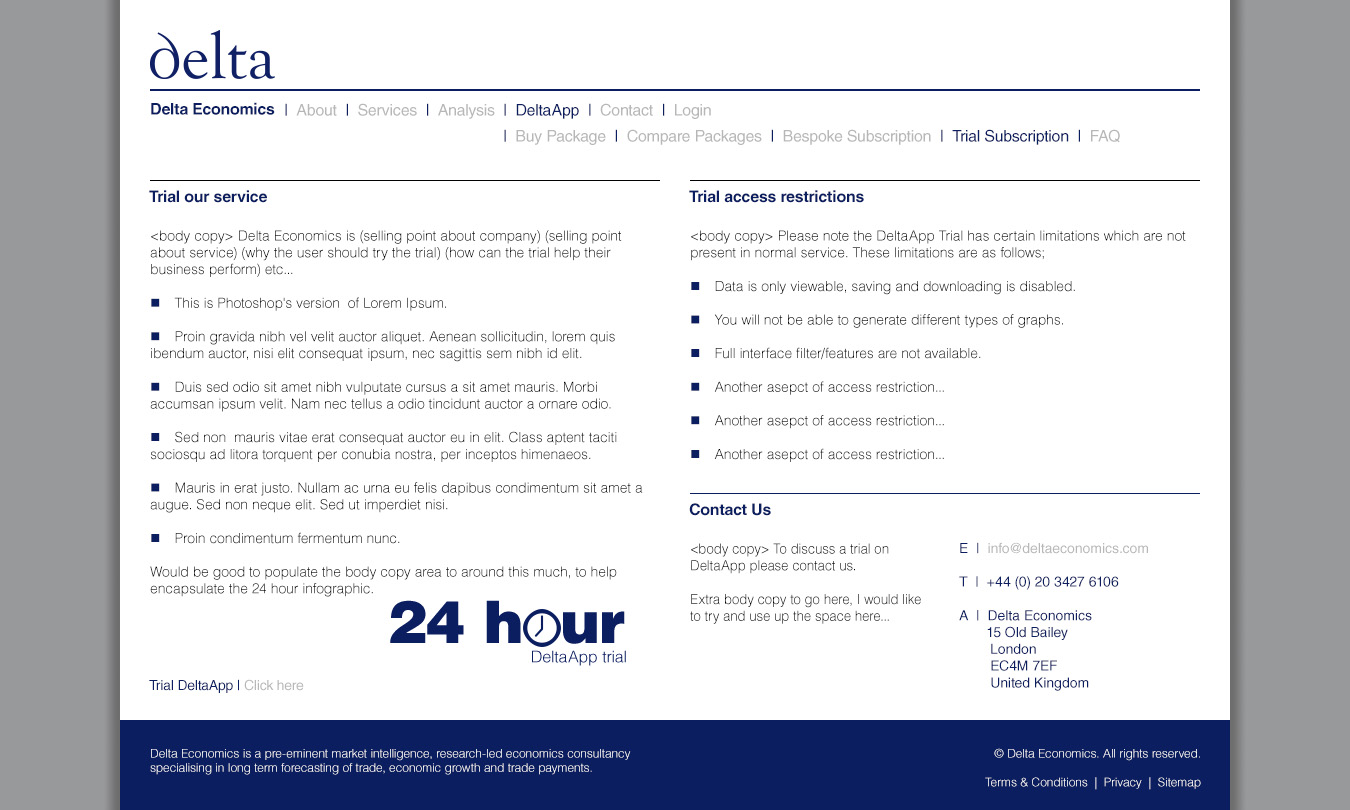 delta
Delta Economics | About | Services | Analysis | DeltaApp | Contact | Login
| Buy Package | Compare Packages | Bespoke Subscription | Trial Subscription | FAQ
Trial our service
<body copy> Delta Economics is (selling point about company) (selling point
about service) (why the user should try the trial) (how can the trial help their
business perform) etc...
■ This is Photoshop's version of Lorem Ipsum.
■ Proin gravida nibh vel velit auctor aliquet. Aenean sollicitudin, lorem quis
ibendum auctor, nisi elit consequat ipsum, nec sagittis sem nibh id elit.
■ Duis sed odio sit amet nibh vulputate cursus a sit amet mauris. Morbi
accumsan ipsum velit. Nam nec tellus a odio tincidunt auctor a ornare odio.
■ Sed non mauris vitae erat consequat auctor eu in elit. Class aptent taciti
sociosqu ad litora torquent per conubia nostra, per inceptos himenaeos.
■ Mauris in erat justo. Nullam ac urna eu felis dapibus condimentum sit amet a
augue. Sed non neque elit. Sed ut imperdiet nisi.
■ Proin condimentum fermentum nunc.
Would be good to populate the body copy area to around this much, to help
encapsulate the 24 hour infographic.
24 hour
DeltaApp trial
Trial DeltaApp | Click here
Trial access restrictions
<body copy> Please note the DeltaApp Trial has certain limitations which are not
present in normal service. These limitations are as follows;
■ Data is only viewable, saving and downloading is disabled.
■ You will not be able to generate different types of graphs.
■ Full interface filter/features are not available.
■ Another asepct of access restriction...
■ Another asepct of access restriction...
■ Another asepct of access restriction...
Contact Us
<body copy> To discuss a trial on
DeltaApp please contact us.
Extra body copy to go here, I would like
to try and use up the space here...
E | info@deltaeconomics.com
T | +44 (0) 20 3427 6106
A | Delta Economics
15 Old Bailey
London
EC4M 7EF
United Kingdom
Delta Economics is a pre-eminent market intelligence, research-led economics consultancy
specialising in long term forecasting of trade, economic growth and trade payments.
© Delta Economics. All rights reserved.
Terms & Conditions | Privacy | Sitemap